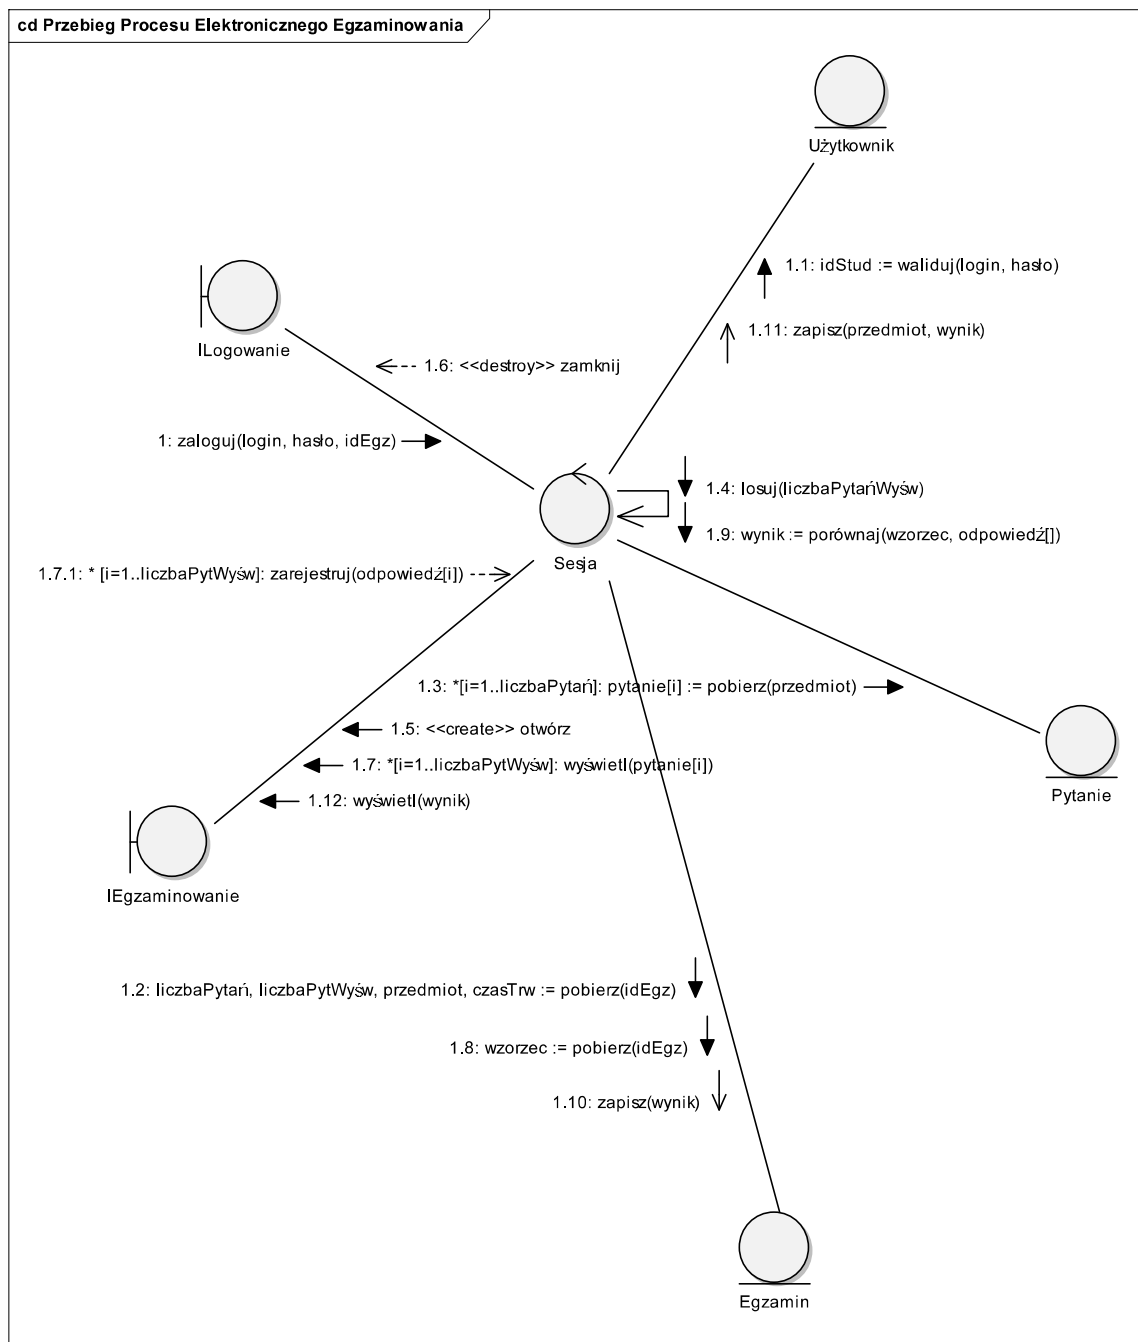 cd Przebieg Procesu Elektronicznego Egzaminowania
Użytkownik
1.1: idStud := waliduj(login, hasło)
1.11: zapisz(przedmiot, wynik)
ILogowanie
1.6: <<destroy>> zamknij
1: zaloguj(login, hasło, idEgz)
1.4: losuj(liczbaPytańWyśw)
1.9: wynik := porównaj(wzorzec, odpowiedź[])
Sesja
1.7.1: * [i=1..liczbaPytWyśw]: zarejestruj(odpowiedź[i])
1.3: *[i=1..liczbaPytań]: pytanie[i] := pobierz(przedmiot)
1.5: <<create>> otwórz
1.7: *[i=1..liczbaPytWyśw]: wyświetl(pytanie[i])
1.12: wyświetl(wynik)
Pytanie
IEgzaminowanie
1.2: liczbaPytań, liczbaPytWyśw, przedmiot, czasTrw := pobierz(idEgz)
1.8: wzorzec := pobierz(idEgz)
1.10: zapisz(wynik)
Egzamin